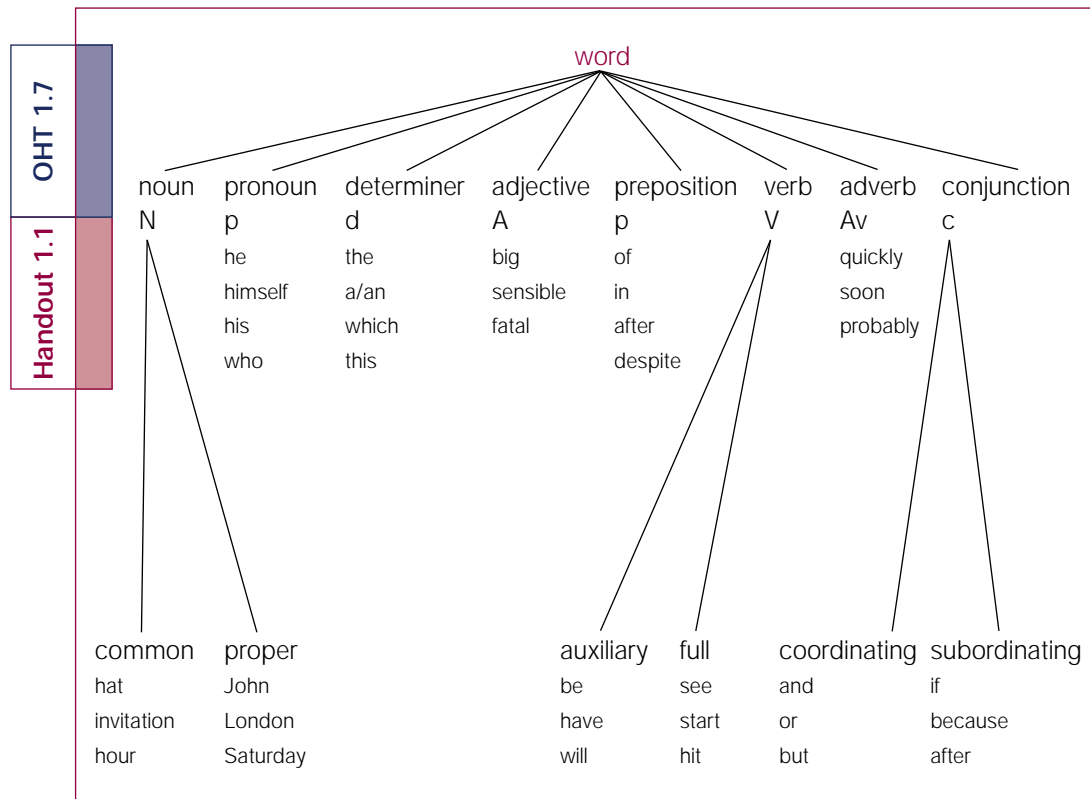 OHT 1.7
Handout 1.1
word
noun pronoun determiner adjective preposition verb adverb conjunction
N p d A p V Av c
he the big of quickly
himself a/an sensible in soon
his which fatal after probably
who this despite
common proper auxiliary full coordinating subordinating
hat John be see and if
invitation London have start or because
hour Saturday will hit but after